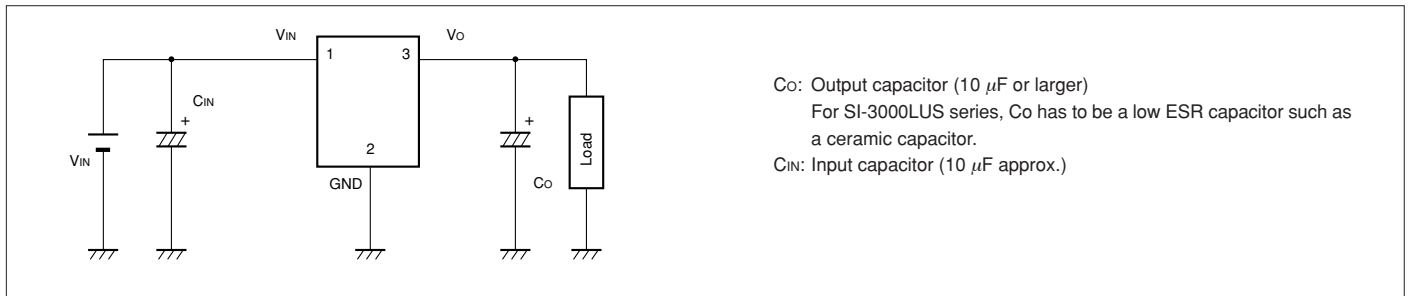 VIN
VO
1
3
CIN
+
+
2
VIN
GND
CO
Load
CO: Output capacitor (10 μF or larger)
For SI-3000LUS series, Co has to be a low ESR capacitor such as
a ceramic capacitor.
CIN: Input capacitor (10 μF approx.)